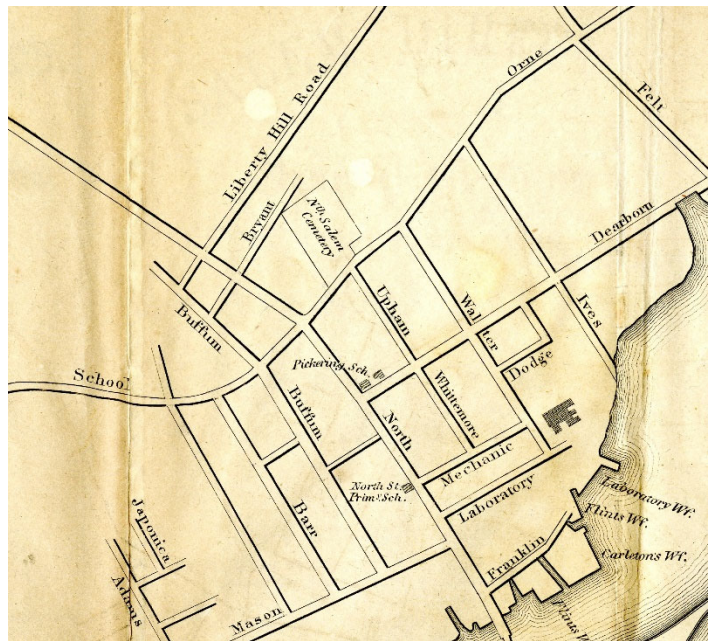 Orne
Felt
Liberty Hill Road
Bryant
Nth. Salem
Cemetery
Dearborn
Buffum
Upham
Walter
Ives
School
Pickering Sch.
Dodge
Buffum
North
Whittemore
Mechanic
North St.
Prim. Sch.
Laboratory
Laboratory Wf.
Flints Wf.
Barr
Japonica
Franklin
Carleton's Wf.
Adams
Mason